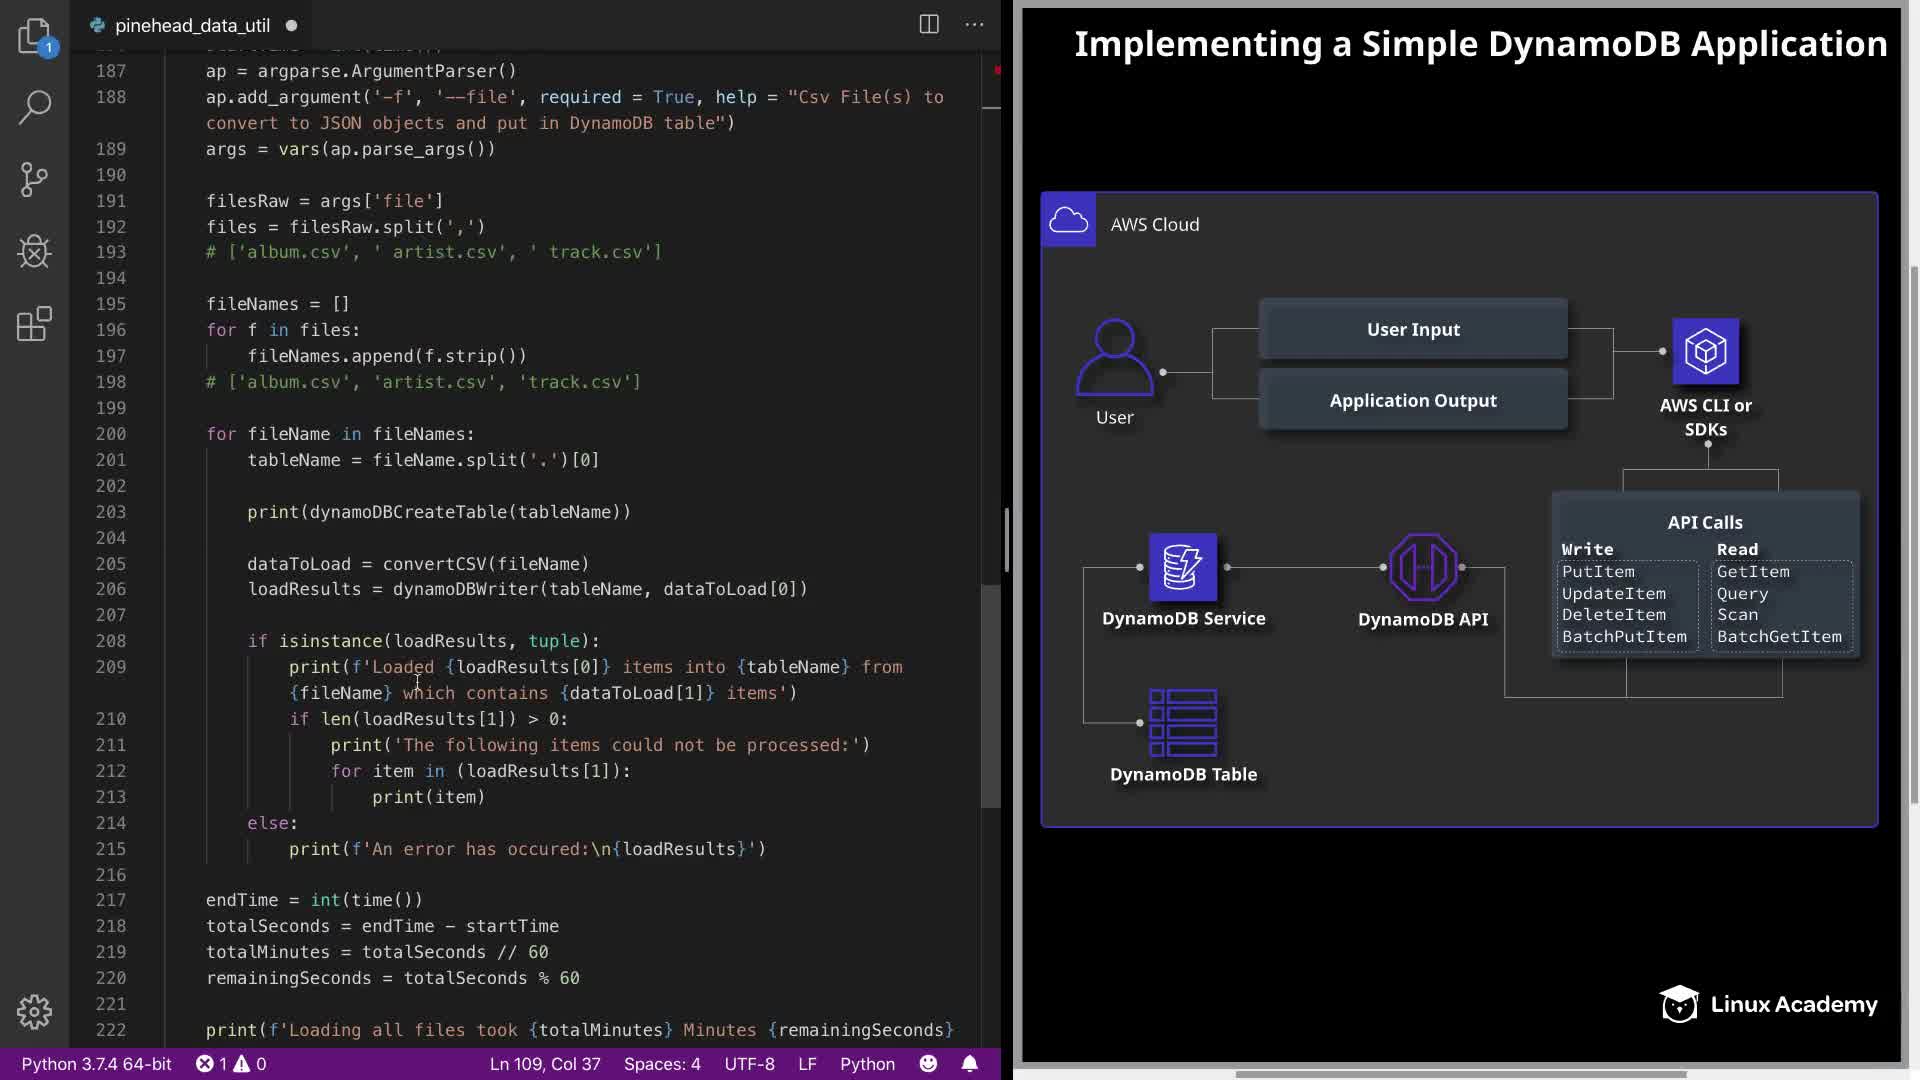 1
pinehead_data_util
187 ap = argparse.ArgumentParser()
188 ap.add_argument('-f', '--file', required = True, help = "Csv File(s) to
convert to JSON objects and put in DynamoDB table")
189 args = vars(ap.parse_args())
190
191 filesRaw = args['file']
192 files = filesRaw.split(',')
193 # ['album.csv', ' artist.csv', ' track.csv']
194
195 fileNames = []
196 for f in files:
197 fileNames.append(f.strip())
198 # ['album.csv', 'artist.csv', 'track.csv']
199
200 for fileName in fileNames:
201 tableName = fileName.split('.')[0]
202
203 print(dynamoDBCreateTable(tableName))
204
205 dataToLoad = convertCSV(fileName)
206 loadResults = dynamoDBWriter(tableName, dataToLoad[0])
207
208 if isinstance(loadResults, tuple):
209 print(f'Loaded {loadResults[0]} items into {tableName} from
{fileName} which contains {dataToLoad[1]} items')
210 if len(loadResults[1]) > 0:
211 print('The following items could not be processed:')
212 for item in (loadResults[1]):
213 print(item)
214 else:
215 print(f'An error has occured:\n{loadResults}')
216
217 endTime = int(time())
218 totalSeconds = endTime - startTime
219 totalMinutes = totalSeconds // 60
220 remainingSeconds = totalSeconds % 60
221
222 print(f'Loading all files took {totalMinutes} Minutes {remainingSeconds}
Python 3.7.4 64-bit 1 0 Ln 109, Col 37 Spaces: 4 UTF-8 LF Python
Implementing a Simple DynamoDB Application
AWS Cloud
User Input
Application Output
User
AWS CLI or
SDKs
API Calls
Write Read
PutItem GetItem
UpdateItem Query
DeleteItem Scan
BatchPutItem BatchGetItem
DynamoDB Service
DynamoDB API
DynamoDB Table
Linux Academy